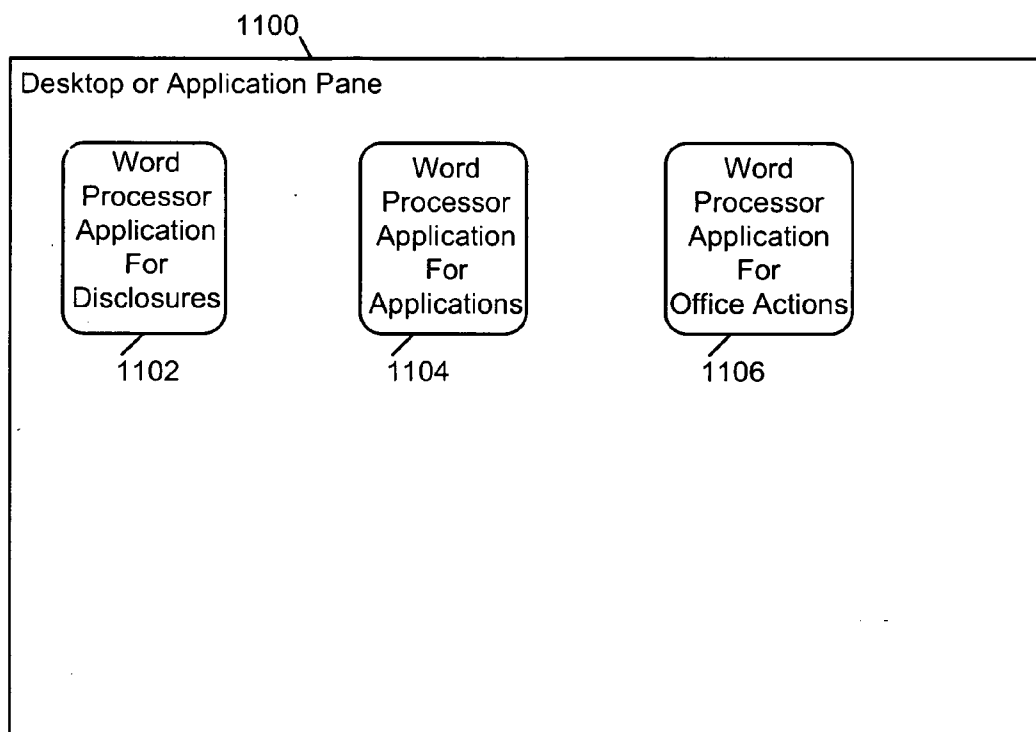 1100
Desktop or Application Pane
Word
Processor
Application
For
Disclosures
1102
Word
Processor
Application
For
Applications
1104
Word
Processor
Application
For
Office Actions
1106